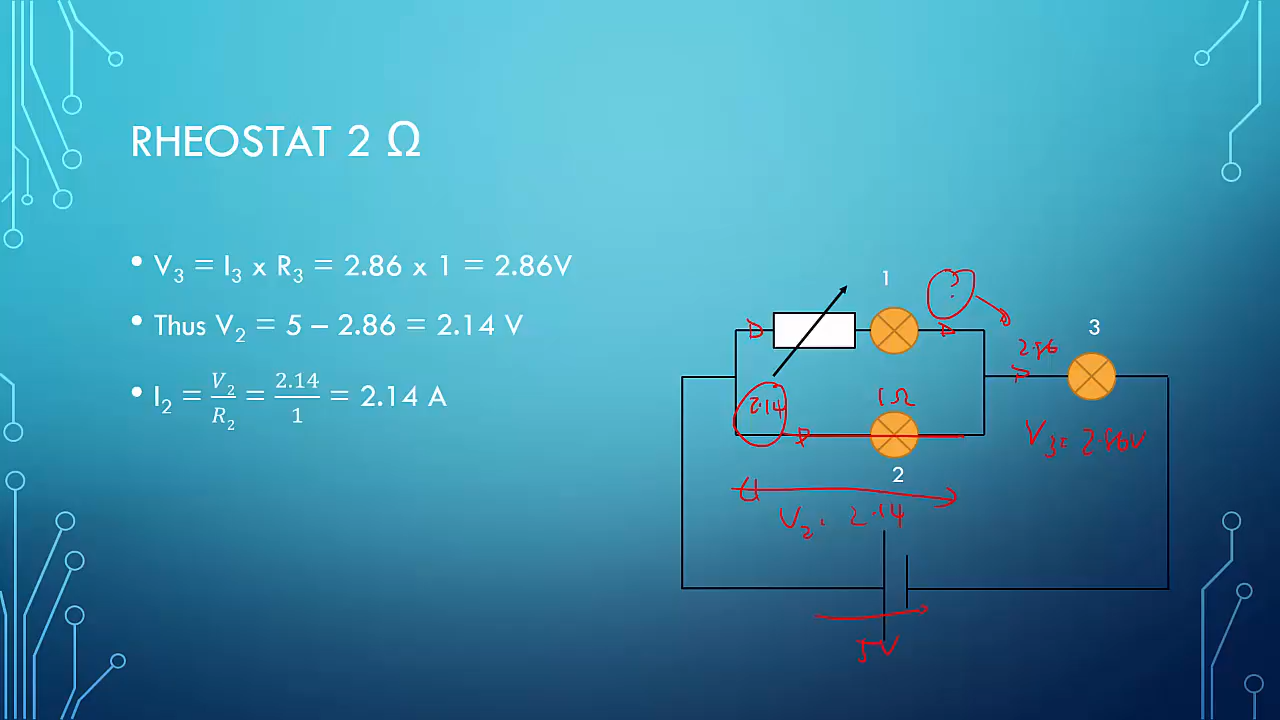 RHEOSTAT 2 Ω
• V₃ = I₃ x R₃ = 2.86 x 1 = 2.86V
• Thus V₂ = 5 – 2.86 = 2.14 V
• I₂ = V₂/R₂ = 2.14/1 = 2.14 A
1
?
3
2.86
2.14
1Ω
V₃ = 2.86V
2
V₂ = 2.14
5V